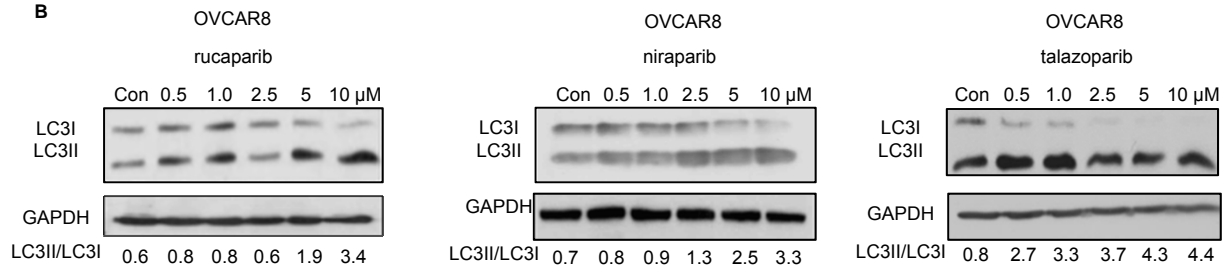 B
OVCAR8
rucaparib
Con 0.5 1.0 2.5 5 10 µM
LC3I
LC3II
GAPDH
LC3II/LC3I 0.6 0.8 0.8 0.6 1.9 3.4
OVCAR8
niraparib
Con 0.5 1.0 2.5 5 10 µM
LC3I
LC3II
GAPDH
LC3II/LC3I 0.7 0.8 0.9 1.3 2.5 3.3
OVCAR8
talazoparib
Con 0.5 1.0 2.5 5 10 µM
LC3I
LC3II
GAPDH
LC3II/LC3I 0.8 2.7 3.3 3.7 4.3 4.4